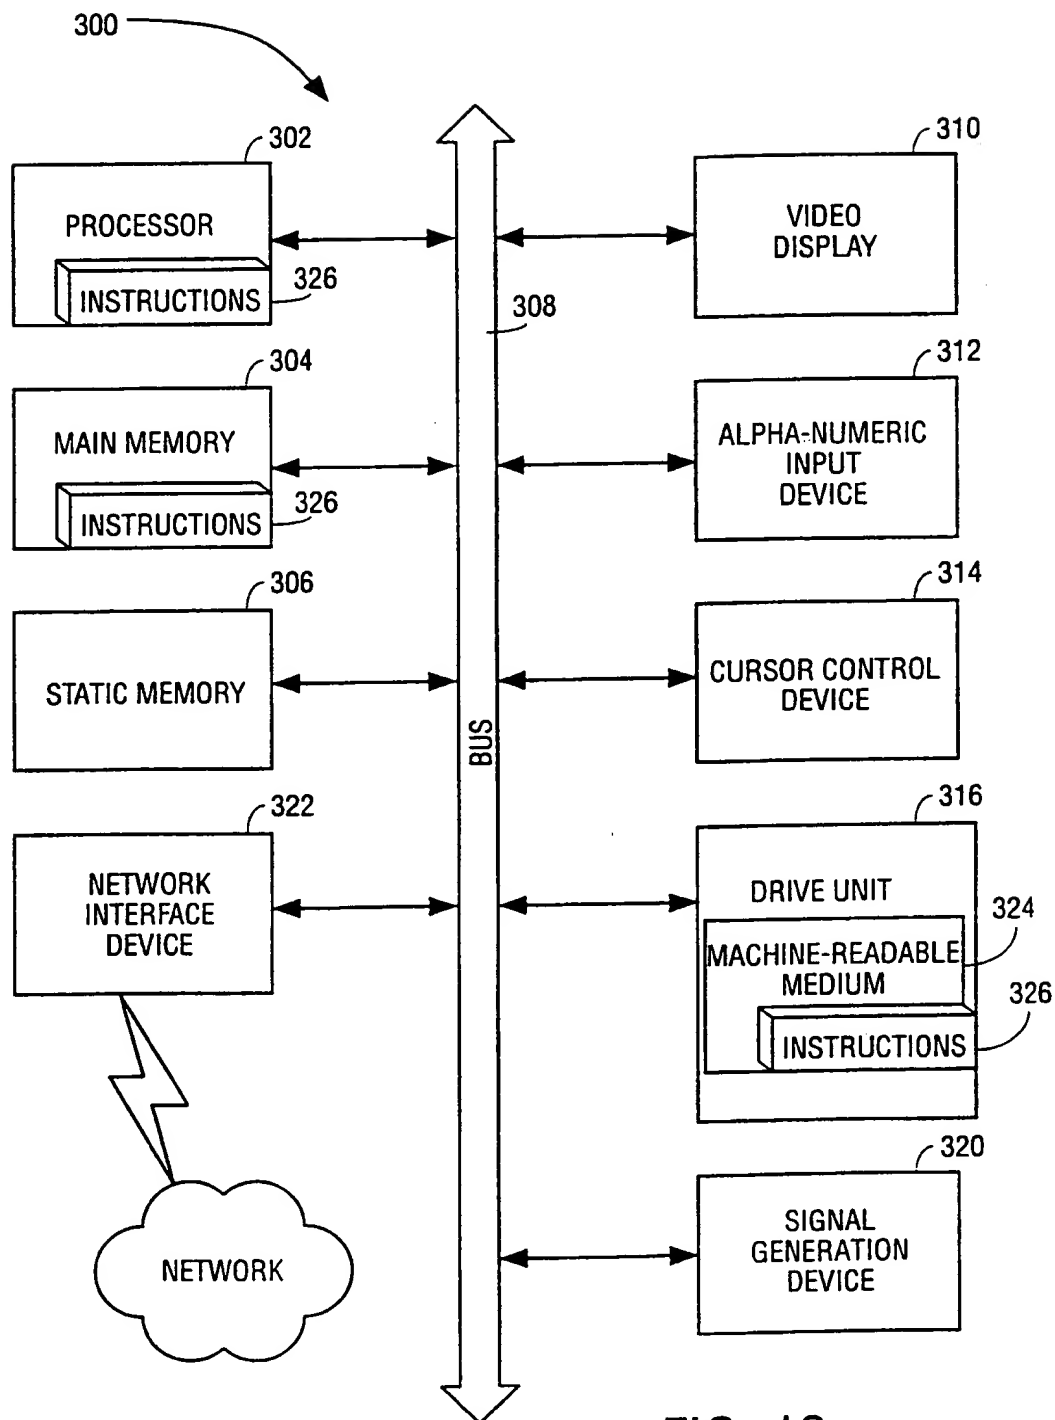 300
302
PROCESSOR
326
INSTRUCTIONS
304
MAIN MEMORY
326
INSTRUCTIONS
306
STATIC MEMORY
322
NETWORK
INTERFACE
DEVICE
NETWORK
308
BUS
310
VIDEO
DISPLAY
312
ALPHA-NUMERIC
INPUT
DEVICE
314
CURSOR CONTROL
DEVICE
316
DRIVE UNIT
324
MACHINE-READABLE
MEDIUM
326
INSTRUCTIONS
320
SIGNAL
GENERATION
DEVICE